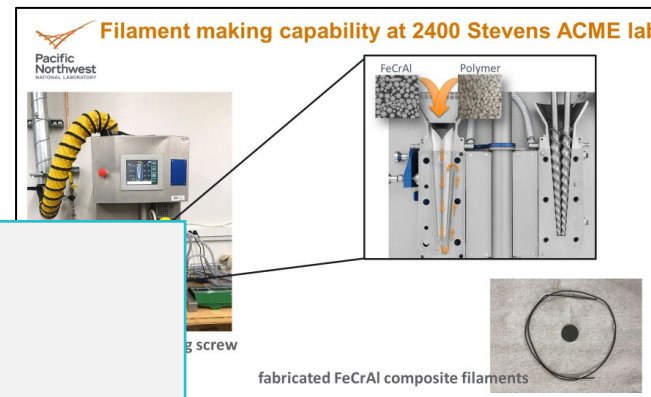 Filament making capability at 2400 Stevens ACME lab
Pacific
Northwest
NATIONAL LABORATORY
FeCrAl Polymer
screw
fabricated FeCrAl composite filaments